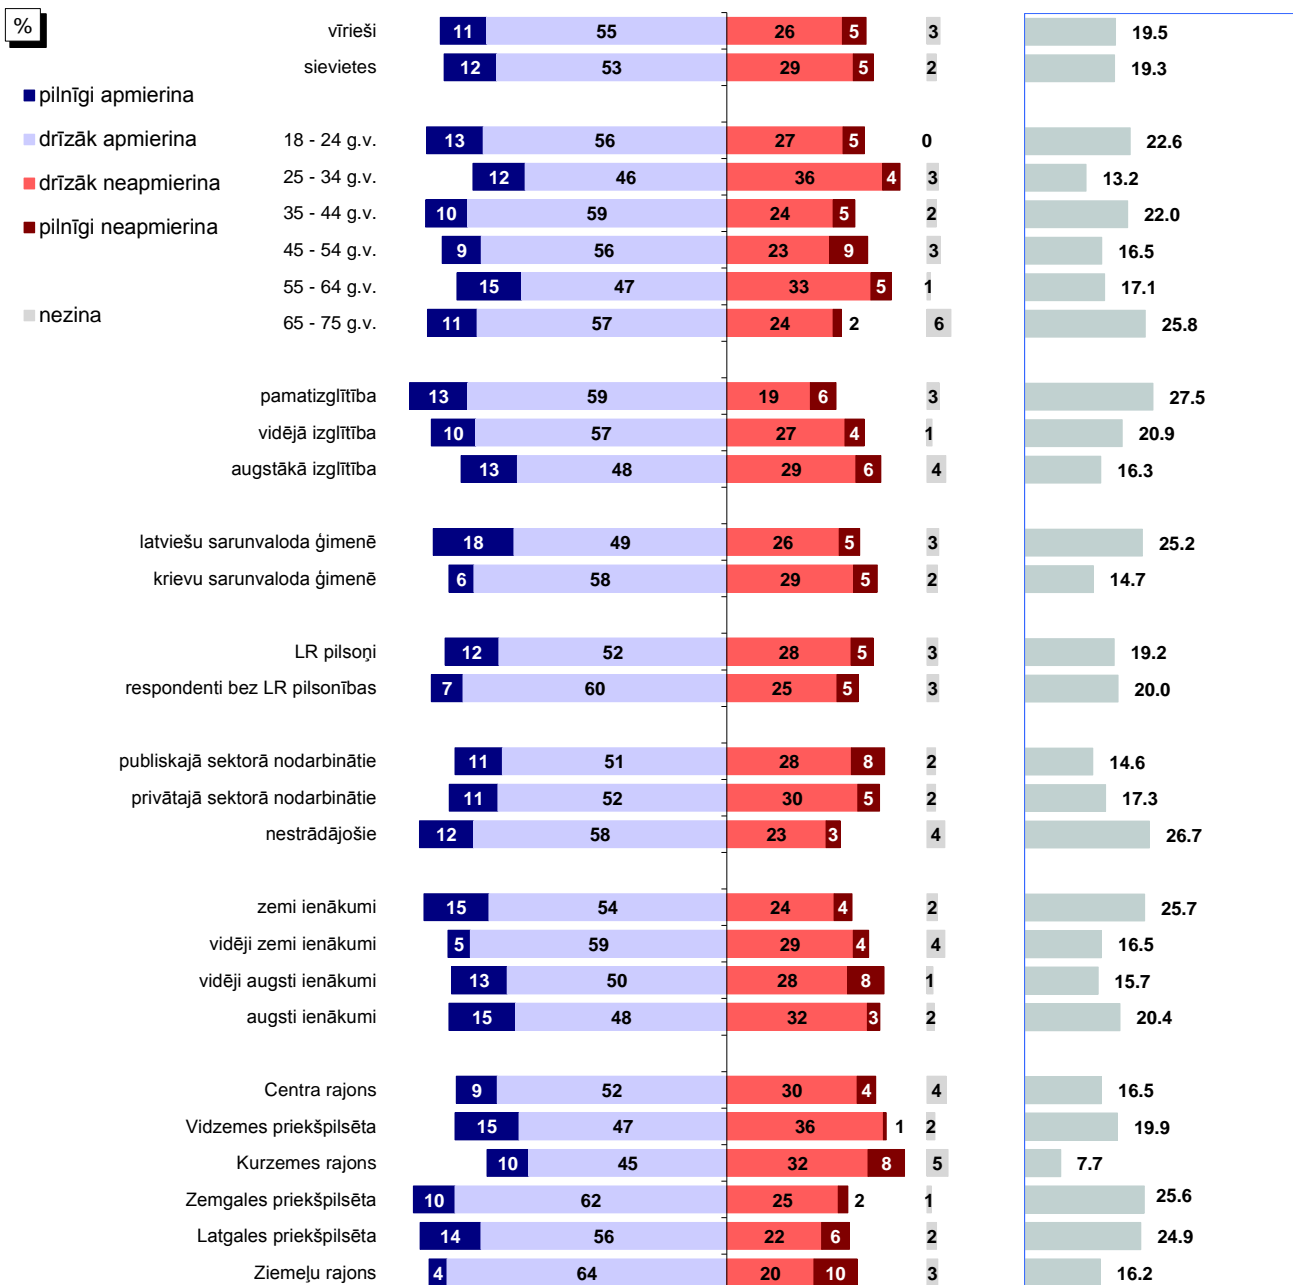 %
pilnīgi apmierina
drīzāk apmierina
drīzāk neapmierina
pilnīgi neapmierina
nezina
vīrieši 11 55 26 5 3 19.5
sievietes 12 53 29 5 2 19.3
18 - 24 g.v. 13 56 27 5 0 22.6
25 - 34 g.v. 12 46 36 4 3 13.2
35 - 44 g.v. 10 59 24 5 2 22.0
45 - 54 g.v. 9 56 23 9 3 16.5
55 - 64 g.v. 15 47 33 5 1 17.1
65 - 75 g.v. 11 57 24 2 6 25.8
pamatizglītība 13 59 19 6 3 27.5
vidējā izglītība 10 57 27 4 1 20.9
augstākā izglītība 13 48 29 6 4 16.3
latviešu sarunvaloda ģimenē 18 49 26 5 3 25.2
krievu sarunvaloda ģimenē 6 58 29 5 2 14.7
LR pilsoņi 12 52 28 5 3 19.2
respondenti bez LR pilsonības 7 60 25 5 3 20.0
publiskajā sektorā nodarbinātie 11 51 28 8 2 14.6
privātajā sektorā nodarbinātie 11 52 30 5 2 17.3
nestrādājošie 12 58 23 3 4 26.7
zemi ienākumi 15 54 24 4 2 25.7
vidēji zemi ienākumi 5 59 29 4 4 16.5
vidēji augsti ienākumi 13 50 28 8 1 15.7
augsti ienākumi 15 48 32 3 2 20.4
Centra rajons 9 52 30 4 4 16.5
Vidzemes priekšpilsēta 15 47 36 1 2 19.9
Kurzemes rajons 10 45 32 8 5 7.7
Zemgales priekšpilsēta 10 62 25 2 1 25.6
Latgales priekšpilsēta 14 56 22 6 2 24.9
Ziemeļu rajons 4 64 20 10 3 16.2